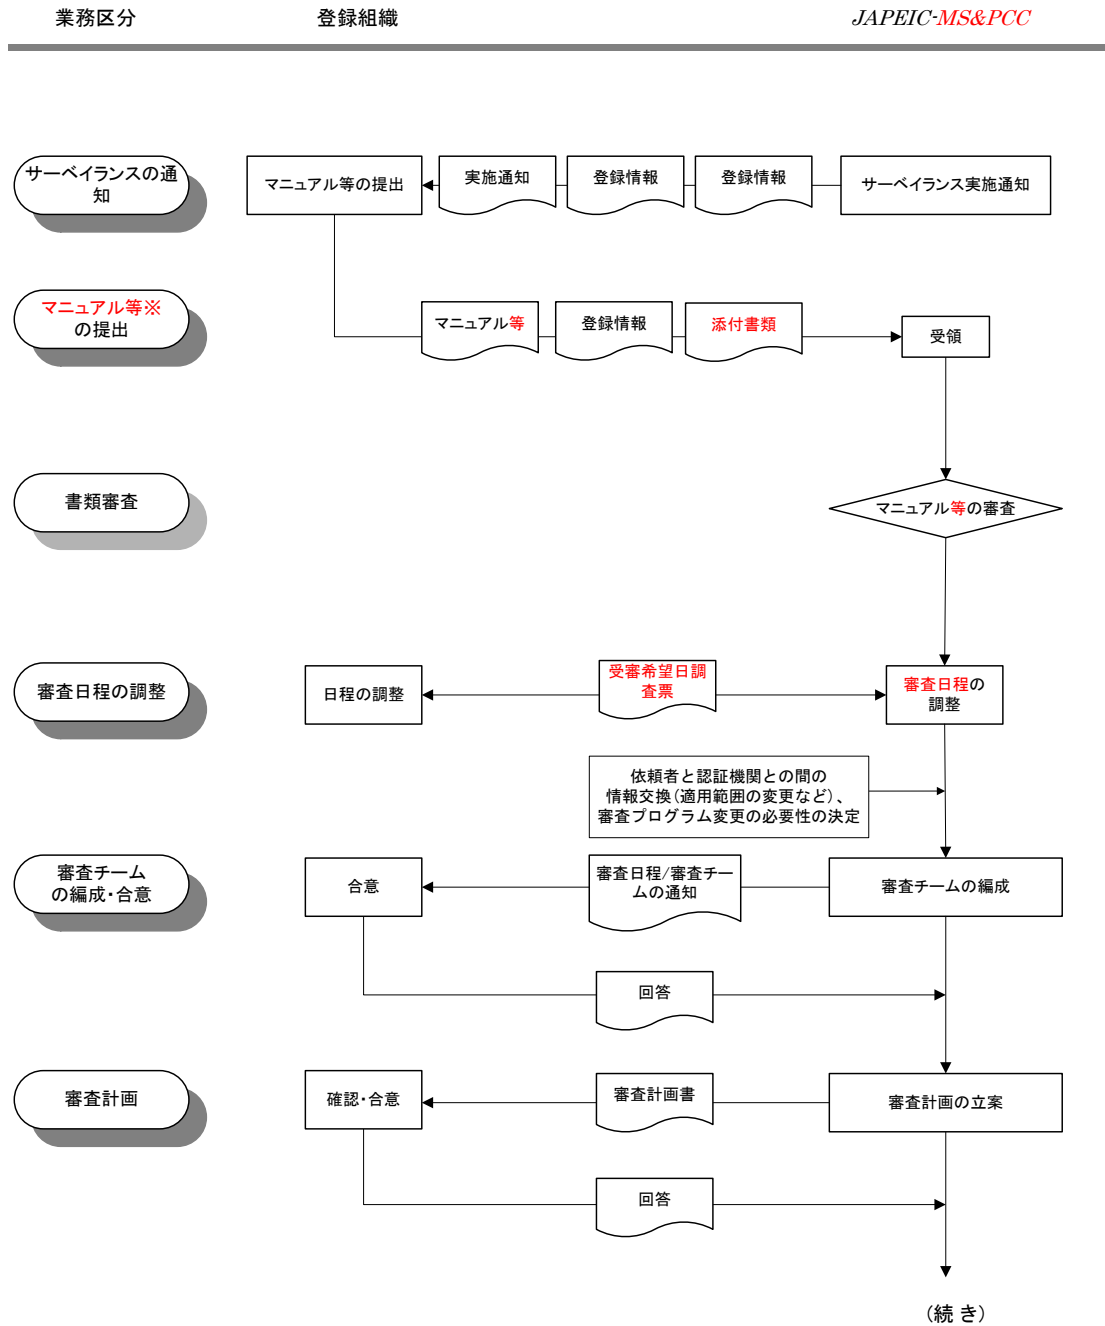 業務区分
登録組織
JAPEIC-MS&PCC
サーベイランスの通
知
マニュアル等の提出
実施通知
登録情報
登録情報
サーベイランス実施通知
マニュアル等※
の提出
マニュアル等
登録情報
添付書類
受領
書類審査
マニュアル等の審査
審査日程の調整
日程の調整
受審希望日調
査票
審査日程の
調整
依頼者と認証機関との間の
情報交換(適用範囲の変更など)、
審査プログラム変更の必要性の決定
審査チーム
の編成・合意
合意
審査日程/審査チー
ムの通知
審査チームの編成
回答
審査計画
確認・合意
審査計画書
審査計画の立案
回答
(続 き)